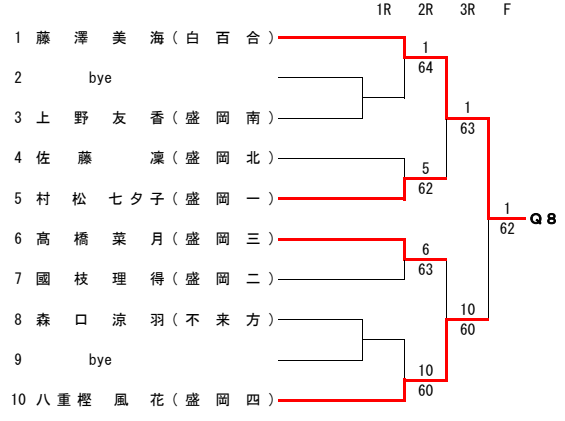 1R 2R 3R F
1 藤澤美海(白百合)
1
64
2 bye
3 上野友香(盛岡南)
1
63
4 佐藤 凜(盛岡北)
5
62
5 村松七夕子(盛岡一)
1
62
Q8
6 髙橋菜月(盛岡三)
6
63
7 國枝理得(盛岡二)
8 森口涼羽(不来方)
10
60
9 bye
10
60
10 八重樫風花(盛岡四)